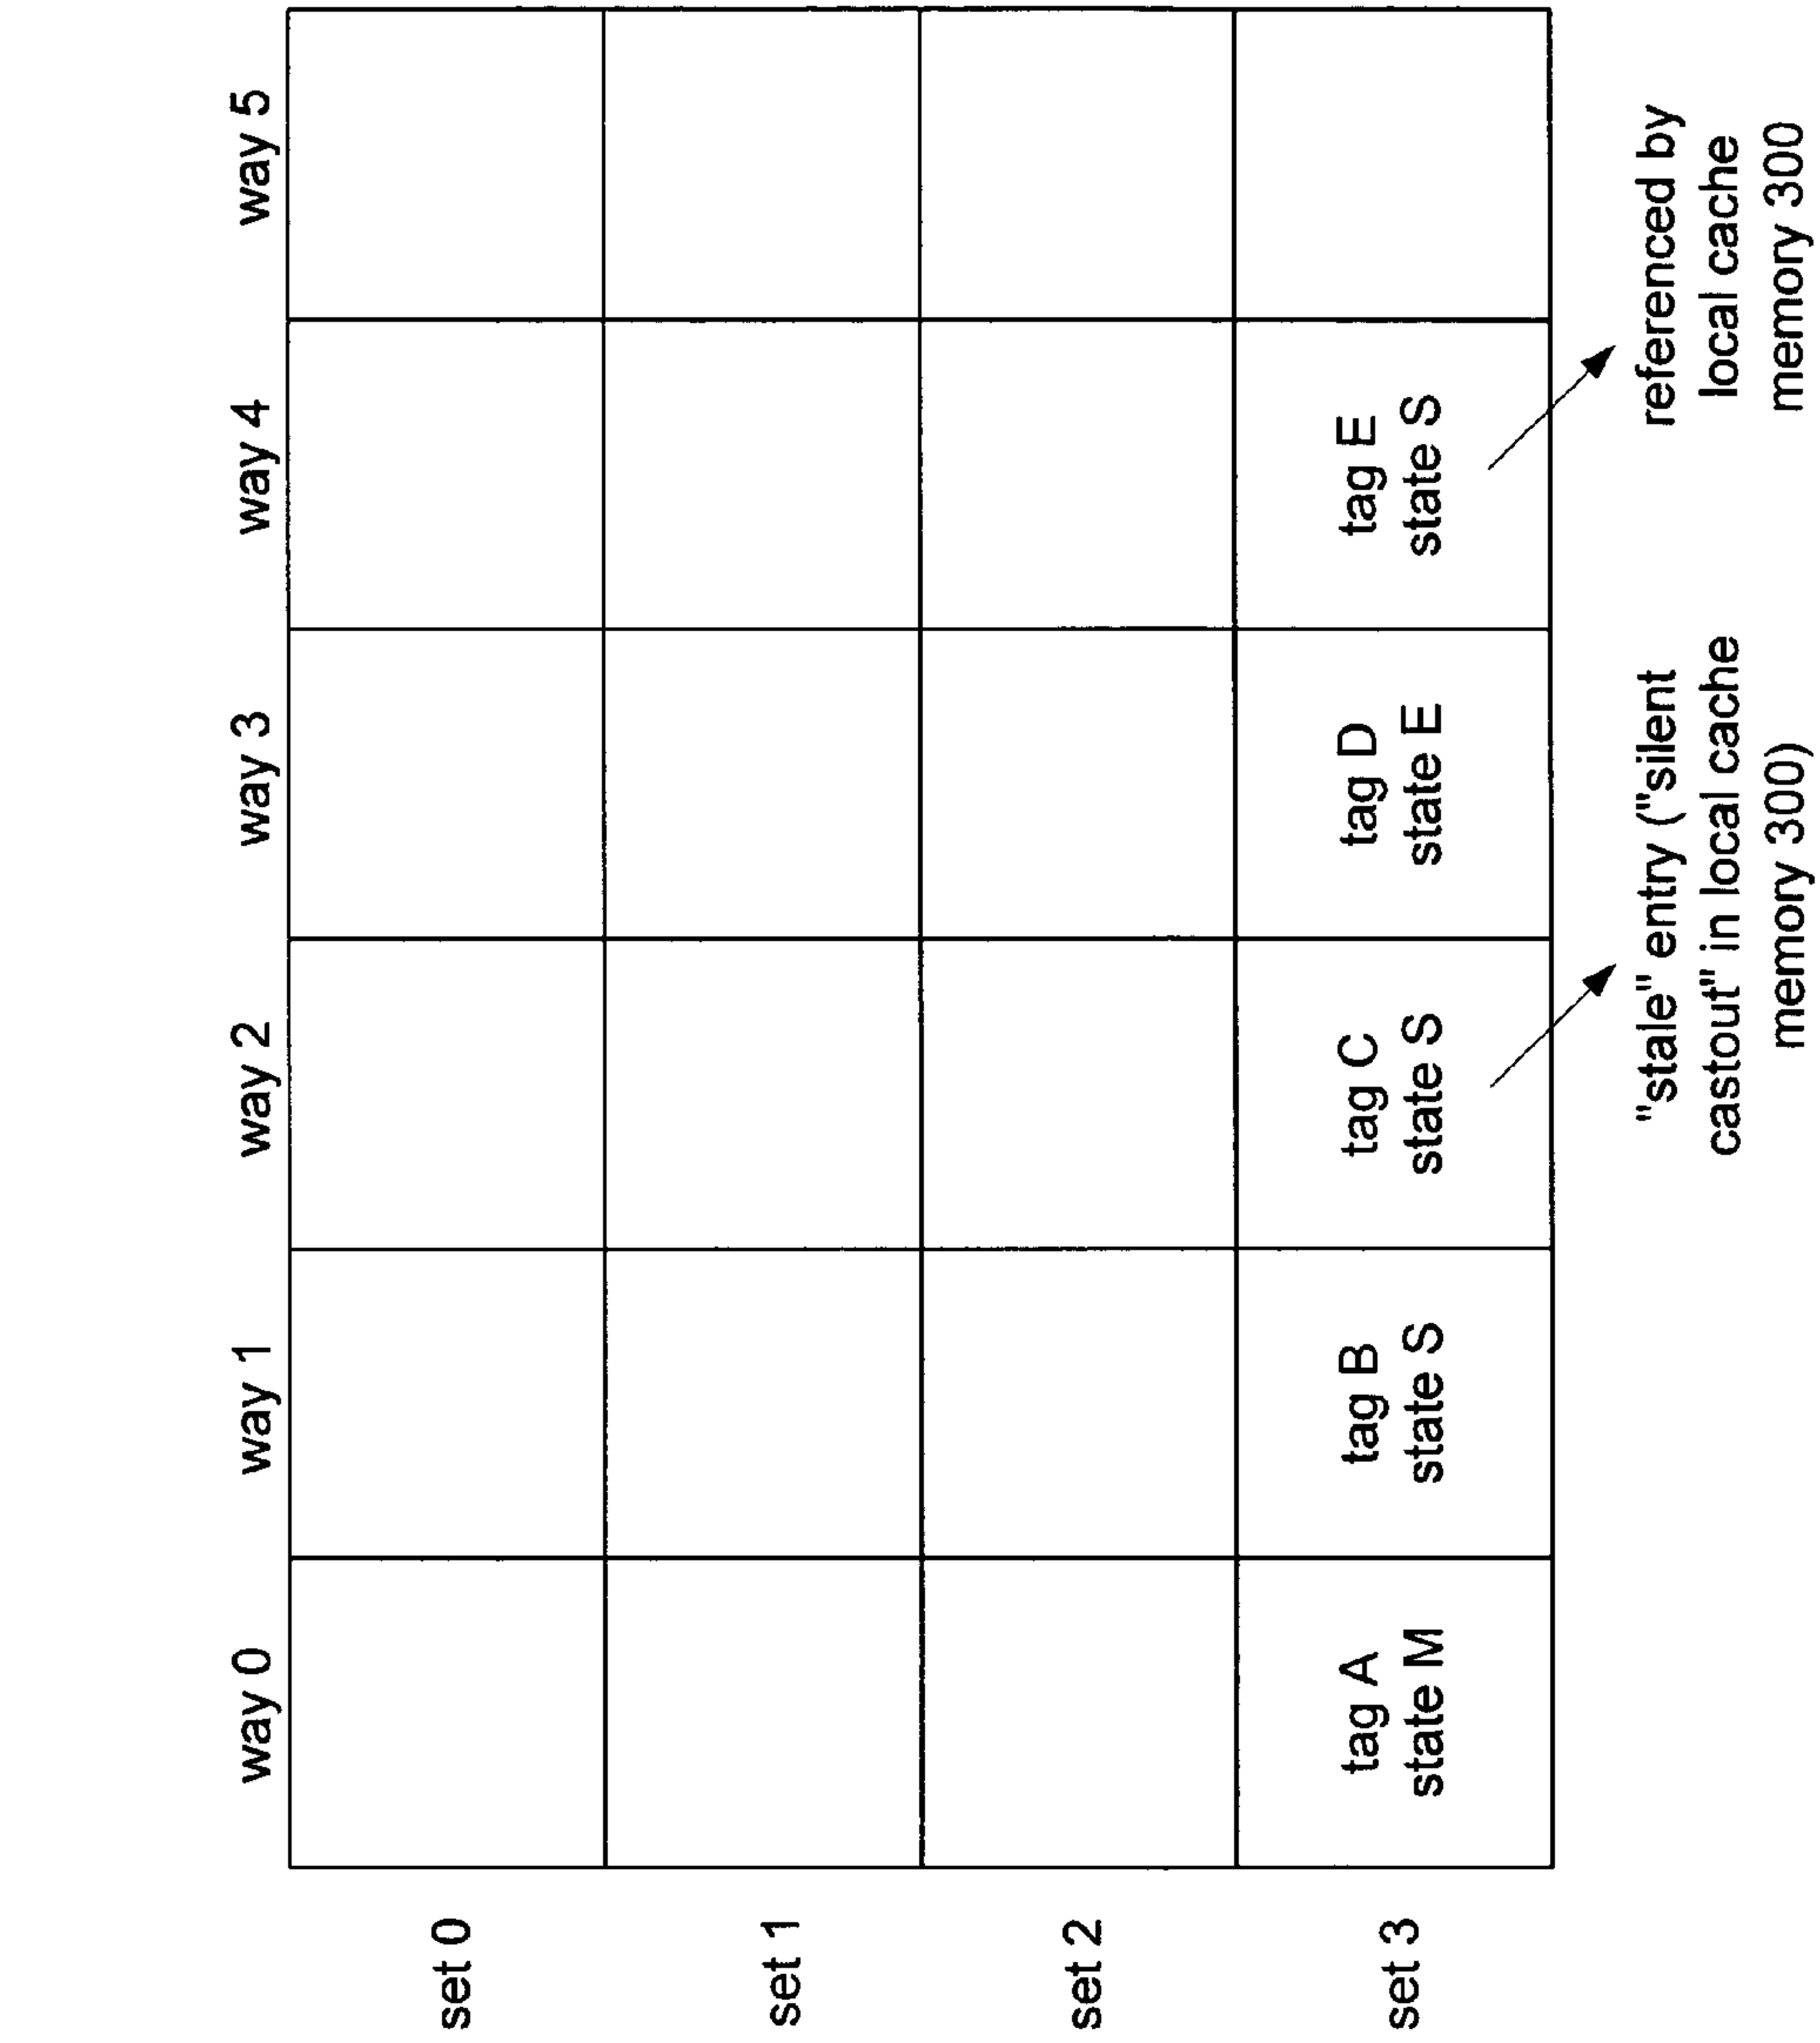 way 0
way 1
way 2
way 3
way 4
way 5
set 0
set 1
set 2
set 3
tag A
state M
tag B
state S
tag C
state S
tag D
state E
tag E
state S
"stale" entry ("silent
castout" in local cache
memory 300)
referenced by
local cache
memory 300